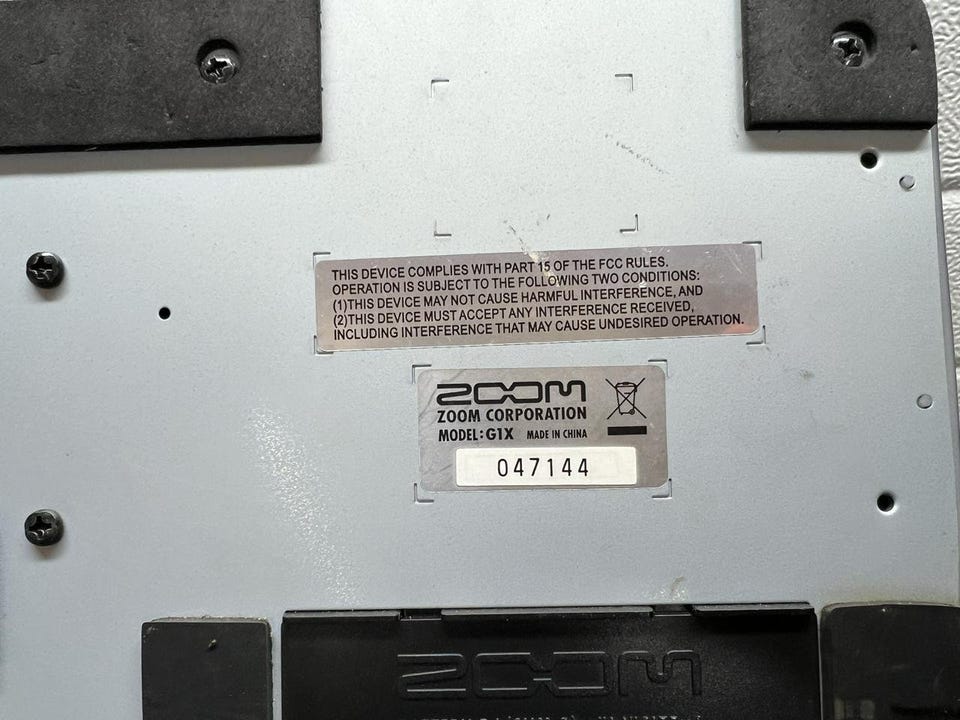 THIS DEVICE COMPLIES WITH PART 15 OF THE FCC RULES.
OPERATION IS SUBJECT TO THE FOLLOWING TWO CONDITIONS:
(1)THIS DEVICE MAY NOT CAUSE HARMFUL INTERFERENCE, AND
(2)THIS DEVICE MUST ACCEPT ANY INTERFERENCE RECEIVED,
INCLUDING INTERFERENCE THAT MAY CAUSE UNDESIRED OPERATION.
ZOOM
ZOOM CORPORATION
MODEL:G1X MADE IN CHINA
047144
ZOOM